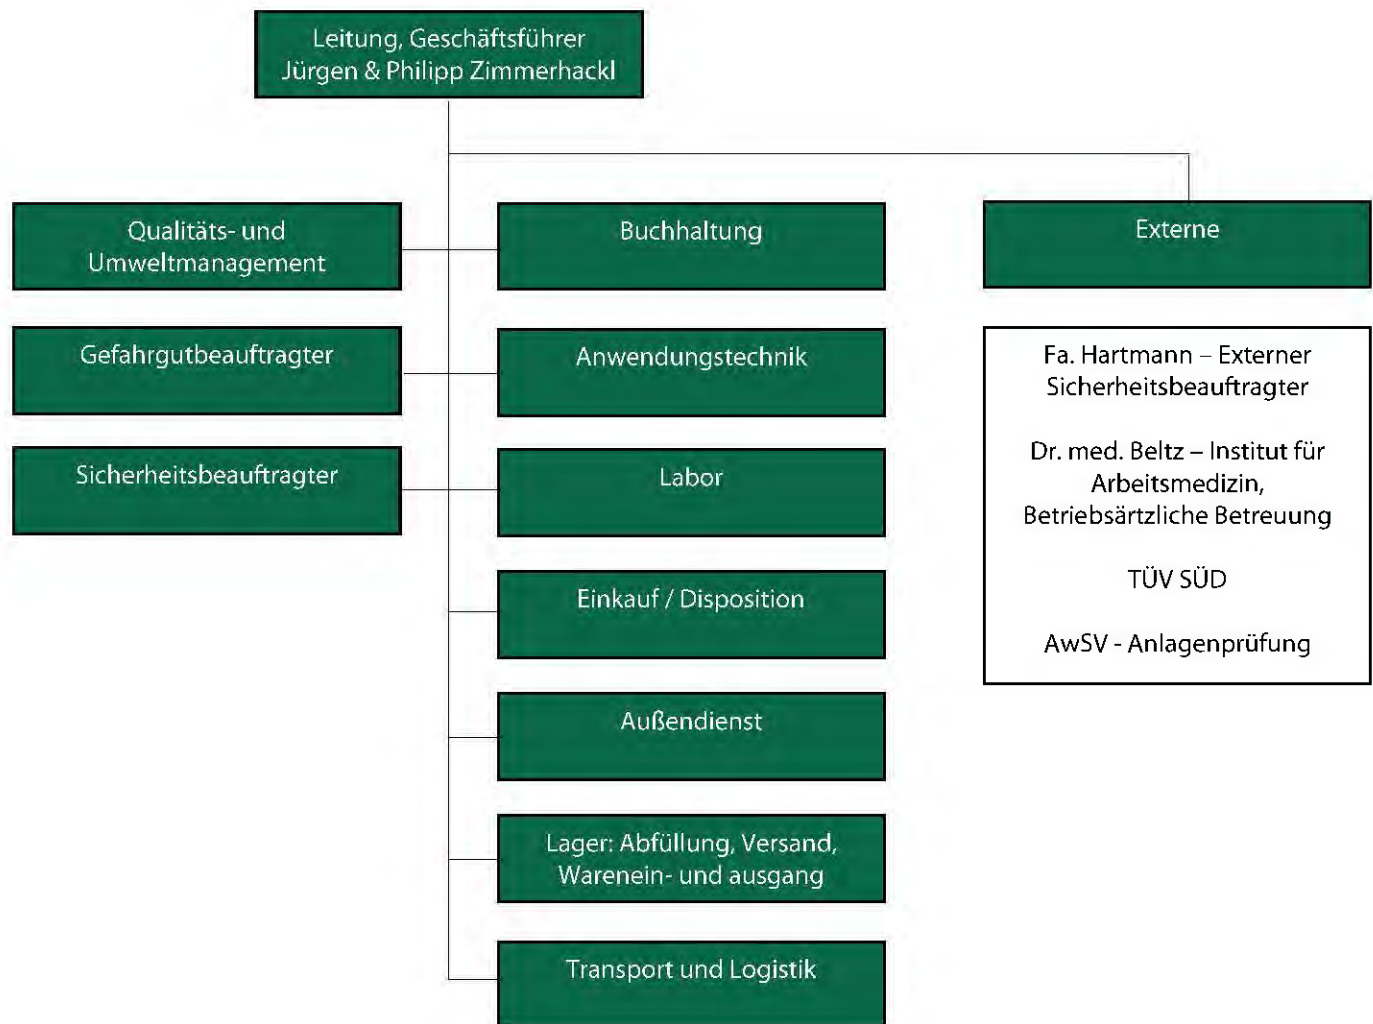 Leitung, Geschäftsführer
Jürgen & Philipp Zimmerhackl
Qualitäts- und
Umweltmanagement
Buchhaltung
Externe
Gefahrgutbeauftragter
Anwendungstechnik
Fa. Hartmann – Externer
Sicherheitsbeauftragter
Dr. med. Beltz – Institut für
Arbeitsmedizin,
Betriebsärtzliche Betreuung
TÜV SÜD
AwSV - Anlagenprüfung
Sicherheitsbeauftragter
Labor
Einkauf / Disposition
Außendienst
Lager: Abfüllung, Versand,
Warenein- und ausgang
Transport und Logistik